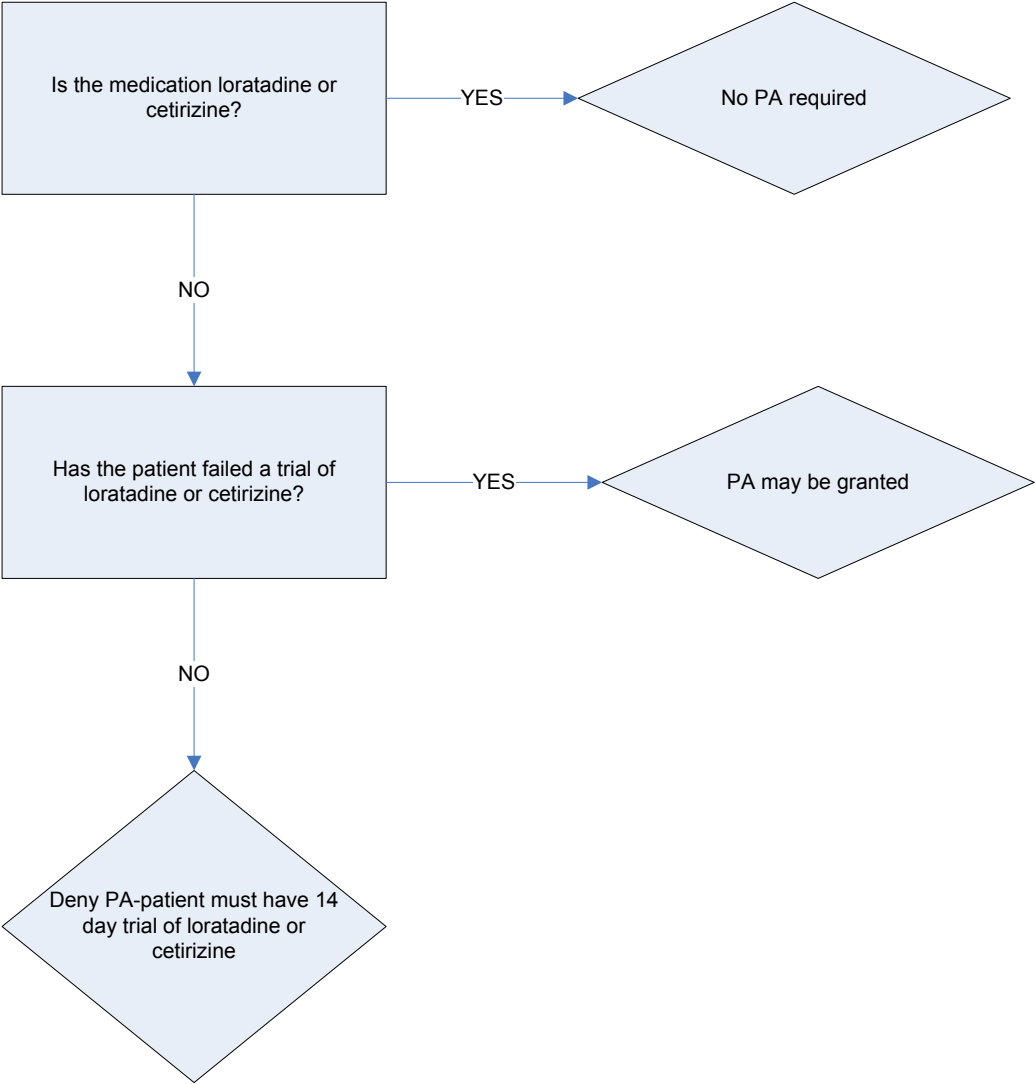 Is the medication loratadine or
cetirizine?
YES
No PA required
NO
Has the patient failed a trial of
loratadine or cetirizine?
YES
PA may be granted
NO
Deny PA-patient must have 14
day trial of loratadine or
cetirizine